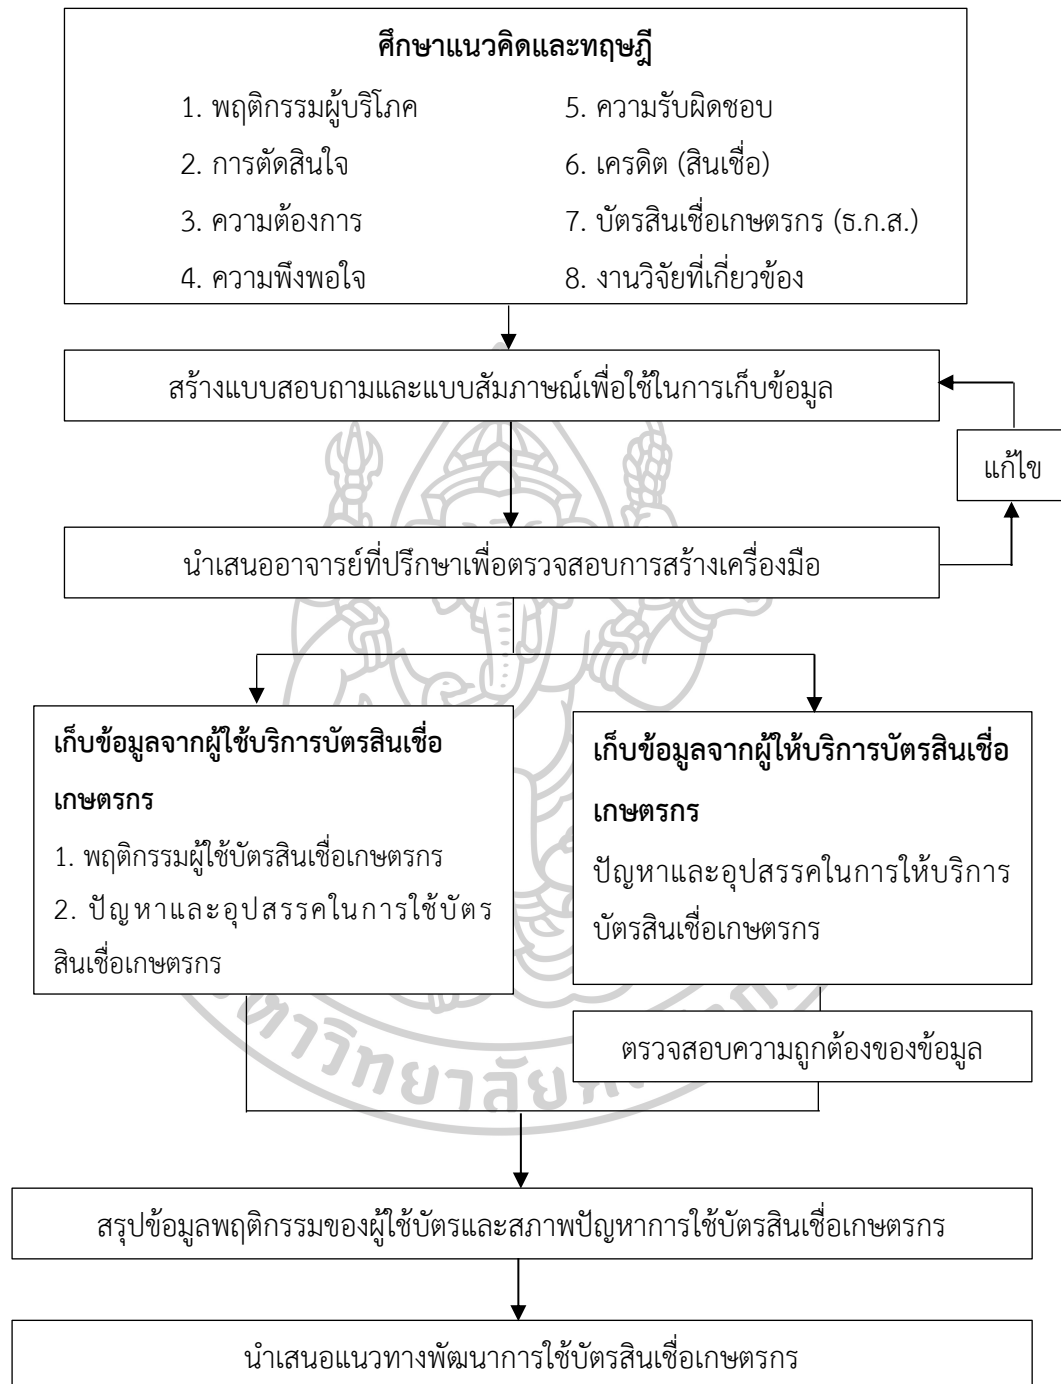 ศึกษาแนวคิดและทฤษฎี
1. พฤติกรรมผู้บริโภค
2. การตัดสินใจ
3. ความต้องการ
4. ความพึงพอใจ
5. ความรับผิดชอบ
6. เครดิต (สินเชื่อ)
7. บัตรสินเชื่อเกษตรกร (ธ.ก.ส.)
8. งานวิจัยที่เกี่ยวข้อง
สร้างแบบสอบถามและแบบสัมภาษณ์เพื่อใช้ในการเก็บข้อมูล
แก้ไข
นำเสนออาจารย์ที่ปรึกษาเพื่อตรวจสอบการสร้างเครื่องมือ
เก็บข้อมูลจากผู้ใช้บริการบัตรสินเชื่อ
เกษตรกร
1. พฤติกรรมผู้ใช้บัตรสินเชื่อเกษตรกร
2. ปัญหาและอุปสรรคในการใช้บัตร
สินเชื่อเกษตรกร
เก็บข้อมูลจากผู้ให้บริการบัตรสินเชื่อ
เกษตรกร
ปัญหาและอุปสรรคในการให้บริการ
บัตรสินเชื่อเกษตรกร
ตรวจสอบความถูกต้องของข้อมูล
สรุปข้อมูลพฤติกรรมของผู้ใช้บัตรและสภาพปัญหาการใช้บัตรสินเชื่อเกษตรกร
นำเสนอแนวทางพัฒนาการใช้บัตรสินเชื่อเกษตรกร